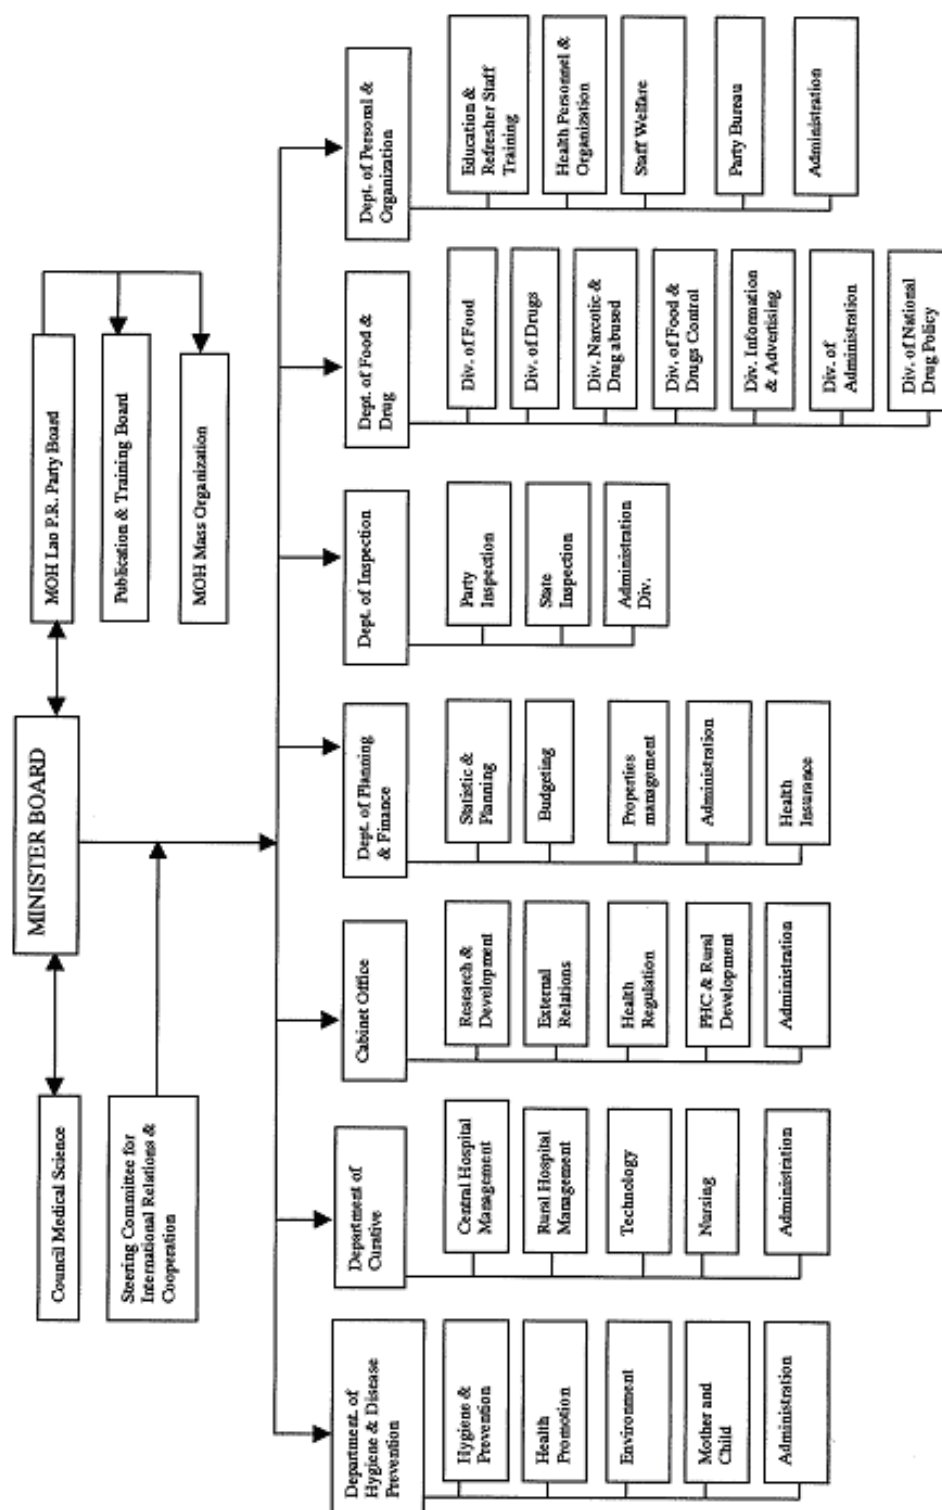 MINISTER BOARD
Council Medical Science
Steering Committee for
International Relations &
Cooperation
MOH Lao P.R. Party Board
Publication & Training Board
MOH Mass Organization
Department of
Hygiene & Disease
Prevention
Hygiene &
Prevention
Health
Promotion
Environment
Mother and
Child
Administration
Department of
Curative
Central Hospital
Management
Rural Hospital
Management
Technology
Nursing
Administration
Cabinet Office
Research &
Development
External
Relations
Health
Regulation
PHC & Rural
Development
Administration
Dept. of Planning
& Finance
Statistic &
Planning
Budgeting
Properties
management
Administration
Health
Insurance
Dept. of Inspection
Party
Inspection
State
Inspection
Administration
Div.
Dept. of Food &
Drug
Div. of Food
Div. of Drugs
Div. Narcotic &
Drug abused
Div. of Food &
Drugs Control
Div. Information
& Advertising
Div. of
Administration
Div. of National
Drug Policy
Dept. of Personal &
Organization
Education &
Refresher Staff
Training
Health Personnel &
Organization
Staff Welfare
Party Bureau
Administration